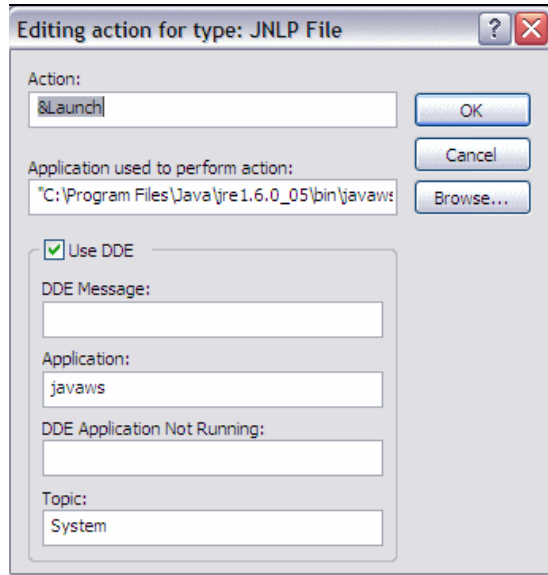 Editing action for type: JNLP File
Action:
&Launch
OK
Cancel
Application used to perform action:
"C:\Program Files\Java\jre1.6.0_05\bin\javaws
Browse...
Use DDE
DDE Message:
Application:
javaws
DDE Application Not Running:
Topic:
System